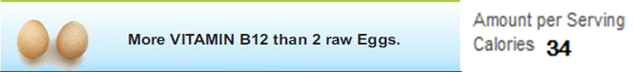 More VITAMIN B12 than 2 raw Eggs.
Amount per Serving
Calories 34